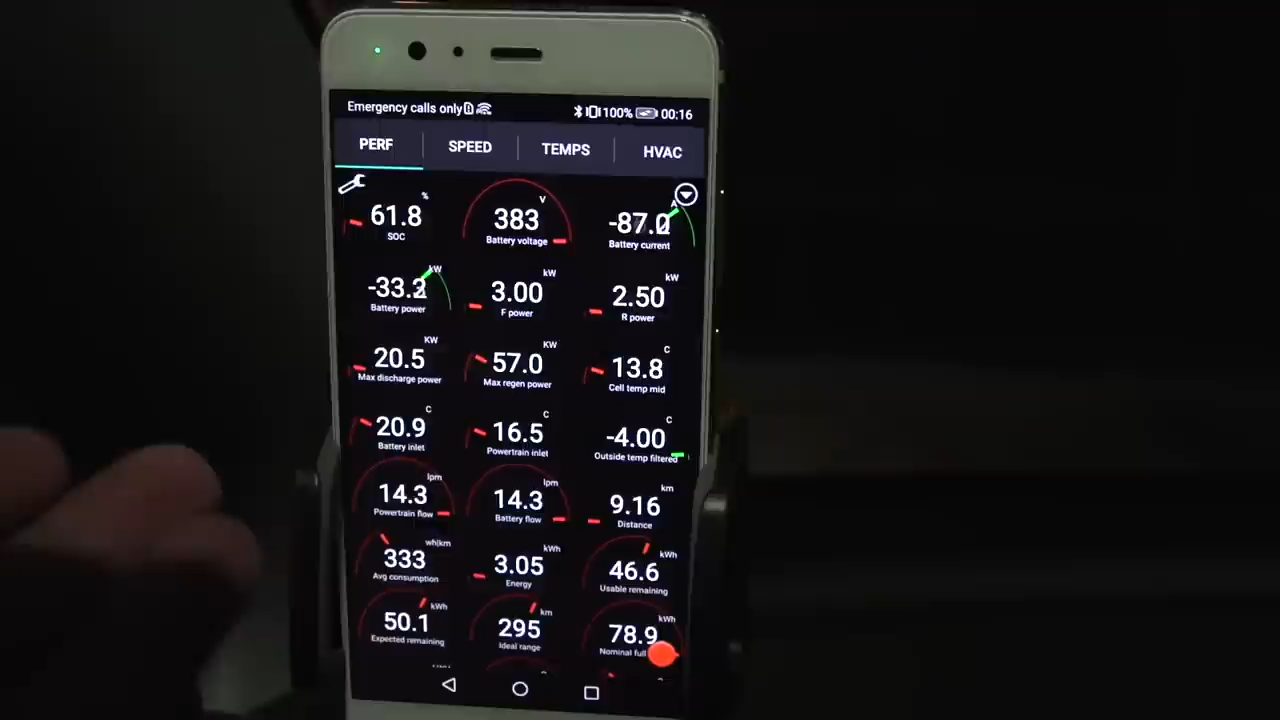 Emergency calls only 100% 00:16
PERF SPEED TEMPS HVAC
% V A
61.8 383 -87.0
SOC Battery voltage Battery current
kW kW kW
-33.2 3.00 2.50
Battery power F power R power
KW KW C
20.5 57.0 13.8
Max discharge power Max regen power Cell temp mid
C C C
20.9 16.5 -4.00
Battery inlet Powertrain inlet Outside temp filtered
lpm lpm km
14.3 14.3 9.16
Powertrain flow Battery flow Distance
wh|km kWh kWh
333 3.05 46.6
Avg consumption Energy Usable remaining
kWh km kWh
50.1 295 78.9
Expected remaining Ideal range Nominal full